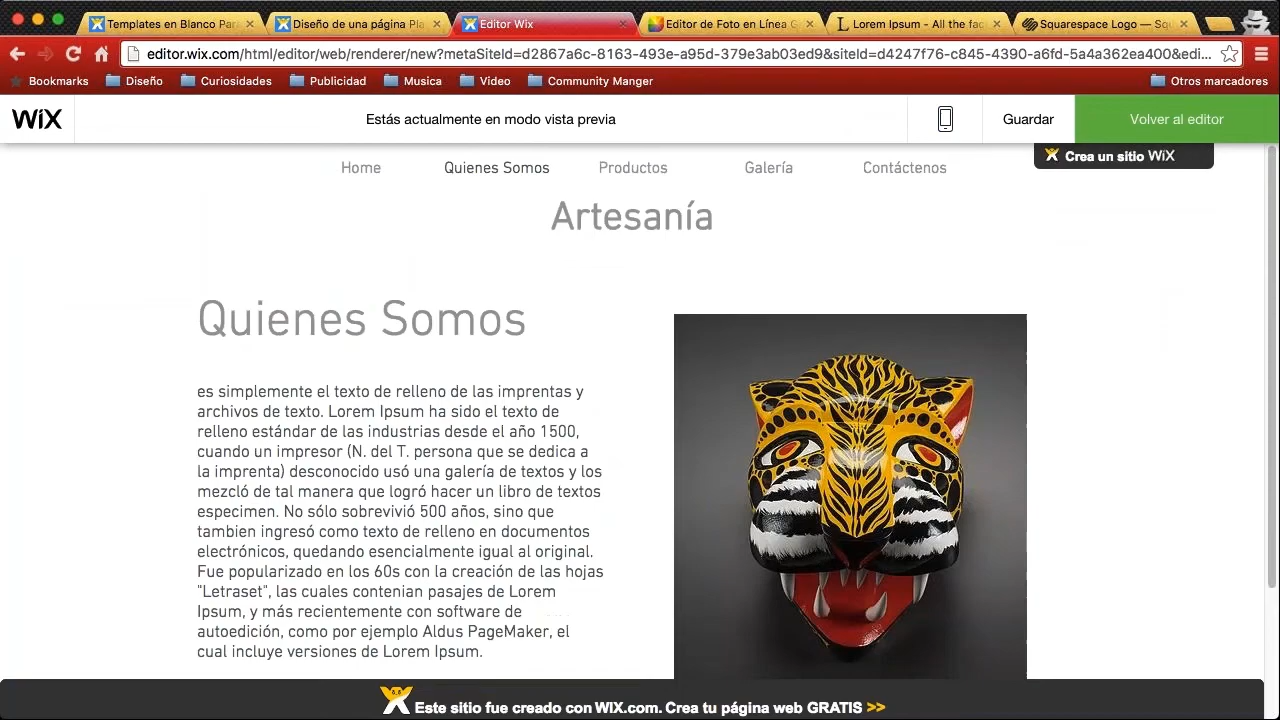 Templates en Blanco Par
Diseño de una página Pla
Editor Wix
Editor de Foto en Línea G
Lorem Ipsum - All the fac
Squarespace Logo — Squ
editor.wix.com/html/editor/web/renderer/new?metaSiteId=d2867a6c-8163-493e-a95d-3793ab03ed9&siteId=d4247f76-c845-4390-a6fd-5a4a362ea400&edi...
Bookmarks Diseño Curiosidades Publicidad Musica Video Community Manger Otros marcadores
WiX Estás actualmente en modo vista previa Guardar Volver al editor
Crea un sitio WiX
Home Quienes Somos Productos Galería Contáctenos
Artesanía
Quienes Somos
es simplemente el texto de relleno de las imprentas y
archivos de texto. Lorem Ipsum ha sido el texto de
relleno estándar de las industrias desde el año 1500,
cuando un impresor (N. del T. persona que se dedica a
la imprenta) desconocido usó una galería de textos y los
mezcló de tal manera que logró hacer un libro de textos
especimen. No sólo sobrevivió 500 años, sino que
tambien ingresó como texto de relleno en documentos
electrónicos, quedando esencialmente igual al original.
Fue popularizado en los 60s con la creación de las hojas
"Letraset", las cuales contenian pasajes de Lorem
Ipsum, y más recientemente con software de
autoedición, como por ejemplo Aldus PageMaker, el
cual incluye versiones de Lorem Ipsum.
Este sitio fue creado con WIX.com. Crea tu página web GRATIS >>